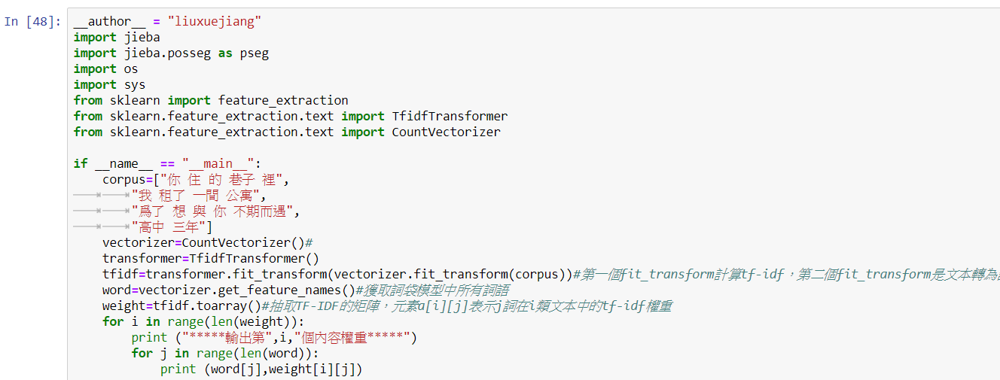 In [48]:
__author__ = "liuxuejiang"
import jieba
import jieba.posseg as pseg
import os
import sys
from sklearn import feature_extraction
from sklearn.feature_extraction.text import TfidfTransformer
from sklearn.feature_extraction.text import CountVectorizer
if __name__ == "__main__":
corpus=["你 住 的 巷子 裡",
"我 租了 一間 公寓",
"爲了 想 與 你 不期而遇",
"高中 三年"]
vectorizer=CountVectorizer()#
transformer=TfidfTransformer()
tfidf=transformer.fit_transform(vectorizer.fit_transform(corpus))#第一個fit_transform計算tf-idf，第二個fit_transform是文本轉為
word=vectorizer.get_feature_names()#獲取詞袋模型中所有詞語
weight=tfidf.toarray()#抽取TF-IDF的矩陣，元素a[i][j]表示j詞在i類文本中的tf-idf權重
for i in range(len(weight)):
print ("*****輸出第",i,"個內容權重*****")
for j in range(len(word)):
print (word[j],weight[i][j])